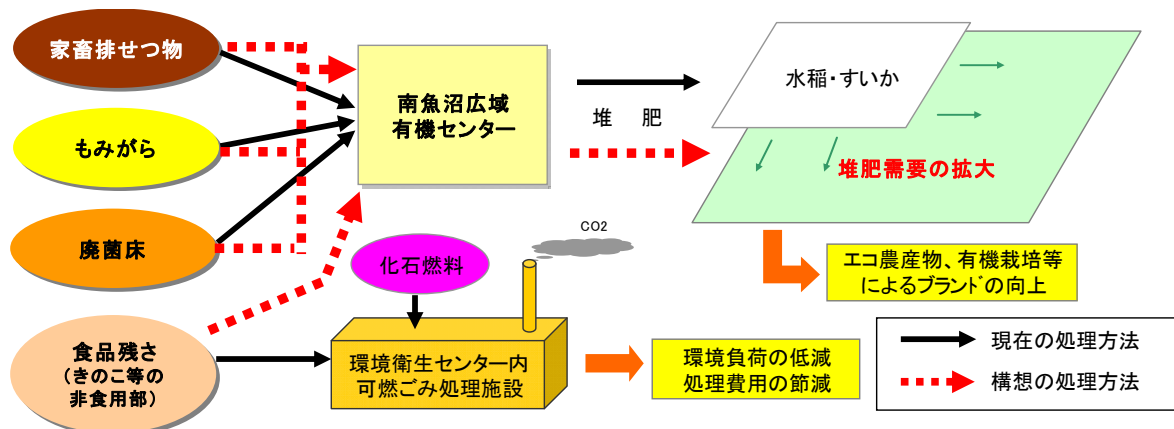 家畜排せつ物
もみがら
廃菌床
食品残さ
(きのこ等の
非食用部)
南魚沼広域
有機センター
堆 肥
水稲・すいか
堆肥需要の拡大
CO2
化石燃料
環境衛生センター内
可燃ごみ処理施設
エコ農産物、有機栽培等
によるブランドの向上
環境負荷の低減
処理費用の節減
現在の処理方法
構想の処理方法